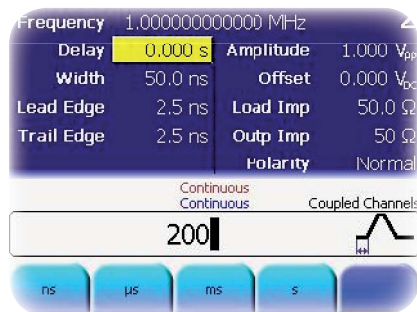 Frequency 1.000000000000 MHz
Delay 0.000 s Amplitude 1.000 Vpp
Width 50.0 ns Offset 0.000 VDC
Lead Edge 2.5 ns Load Imp 50.0 Ω
Trail Edge 2.5 ns Outp Imp 50 Ω
Polarity Normal
Continuous
Continuous Coupled Channels
200
ns µs ms s